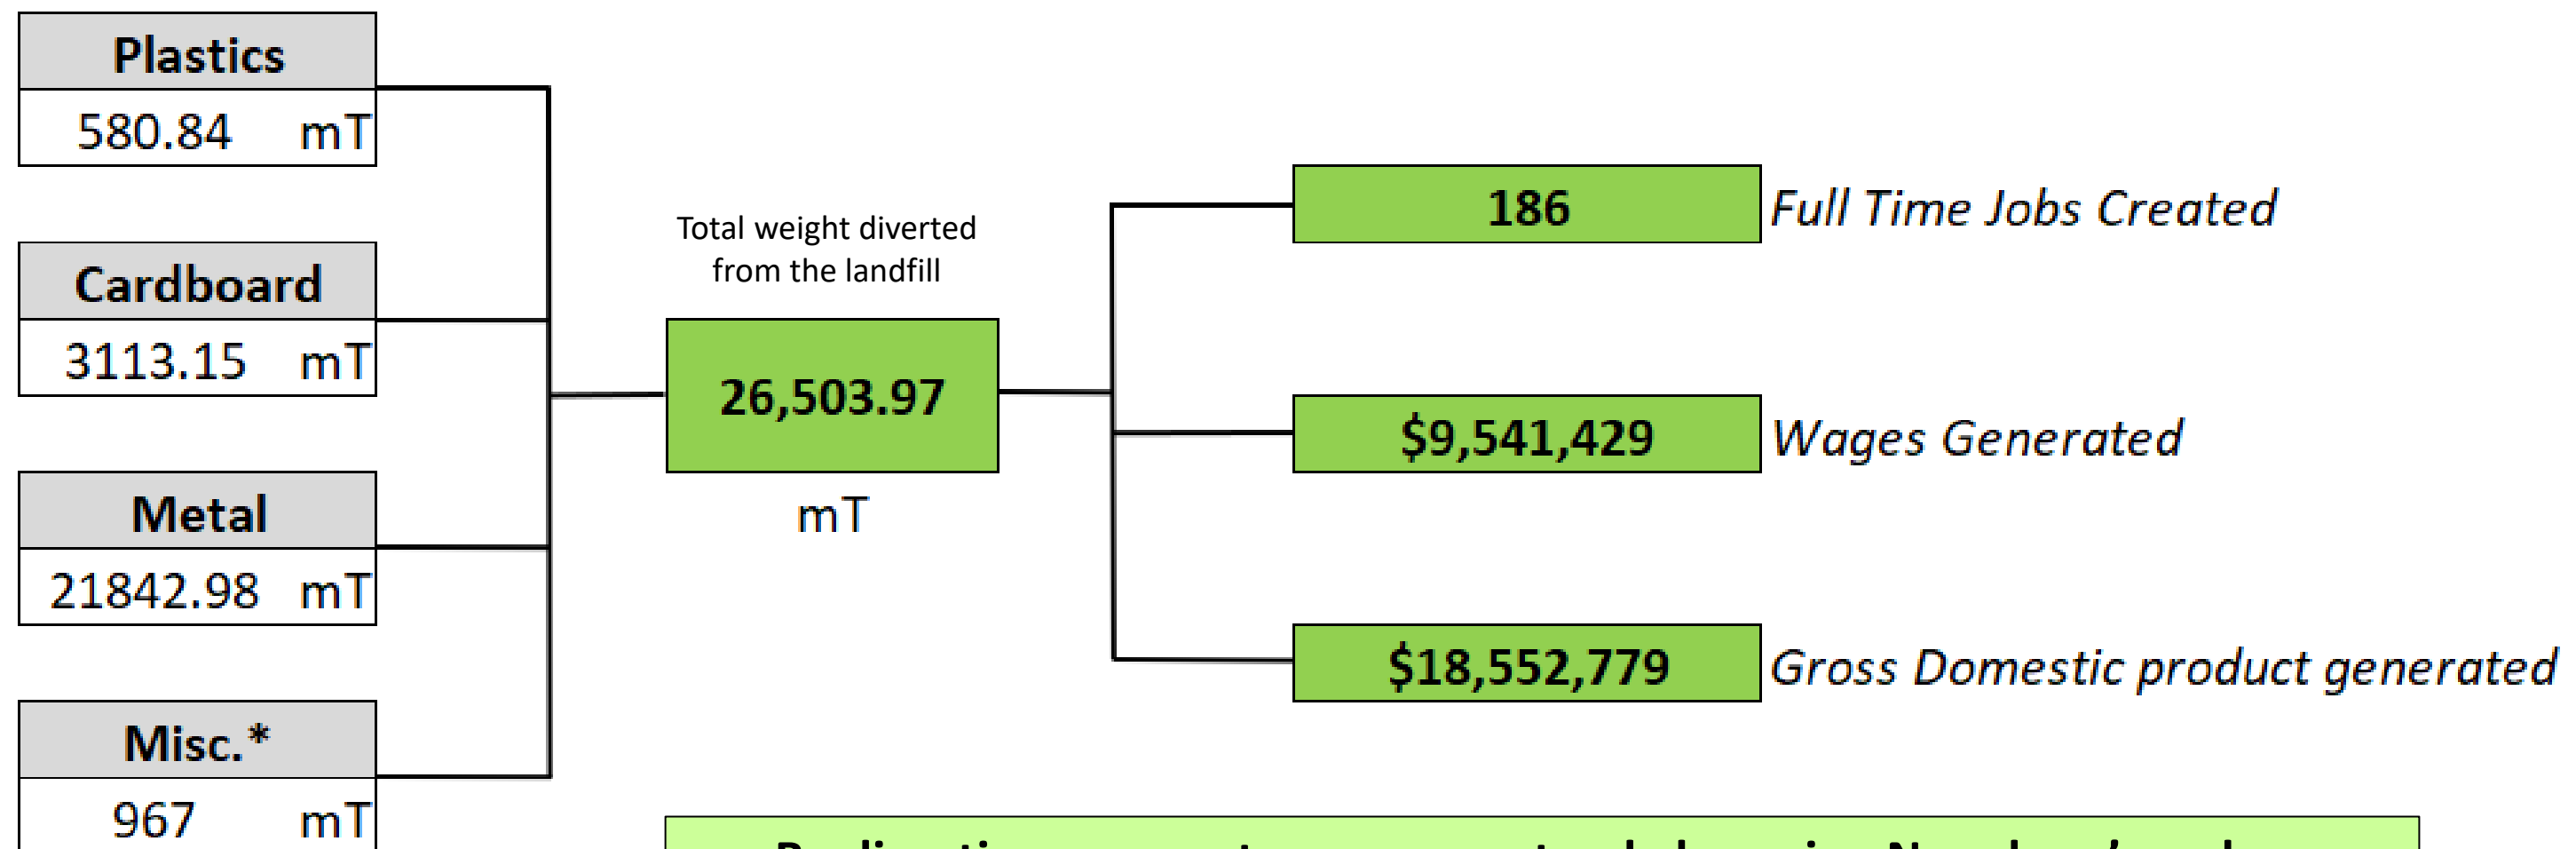 Plastics
580.84 mT
Cardboard
3113.15 mT
Metal
21842.98 mT
Misc.*
967 mT
Total weight diverted
from the landfill
26,503.97
mT
186 Full Time Jobs Created
$9,541,429 Wages Generated
$18,552,779 Gross Domestic product generated